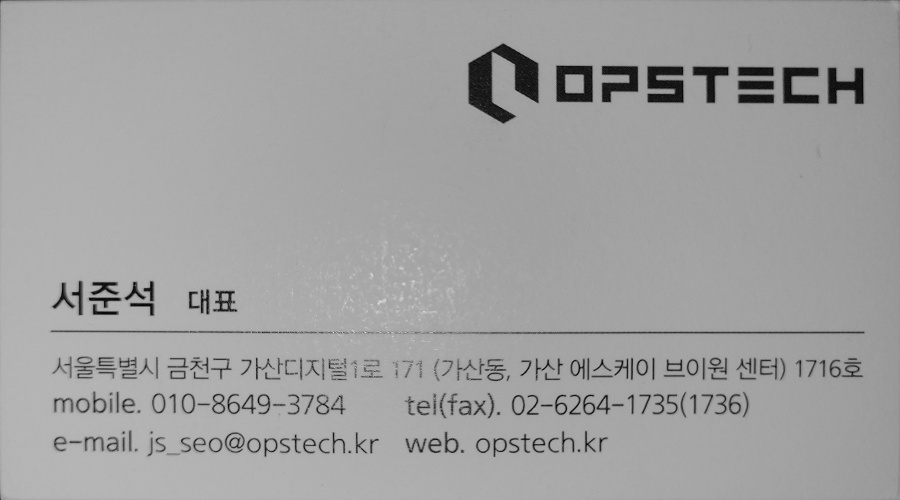 OPSTECH
서준석 대표
서울특별시 금천구 가산디지털1로 171 (가산동, 가산 에스케이 브이원 센터) 1716호
mobile. 010-8649-3784 tel(fax). 02-6264-1735(1736)
e-mail. js_seo@opstech.kr web. opstech.kr